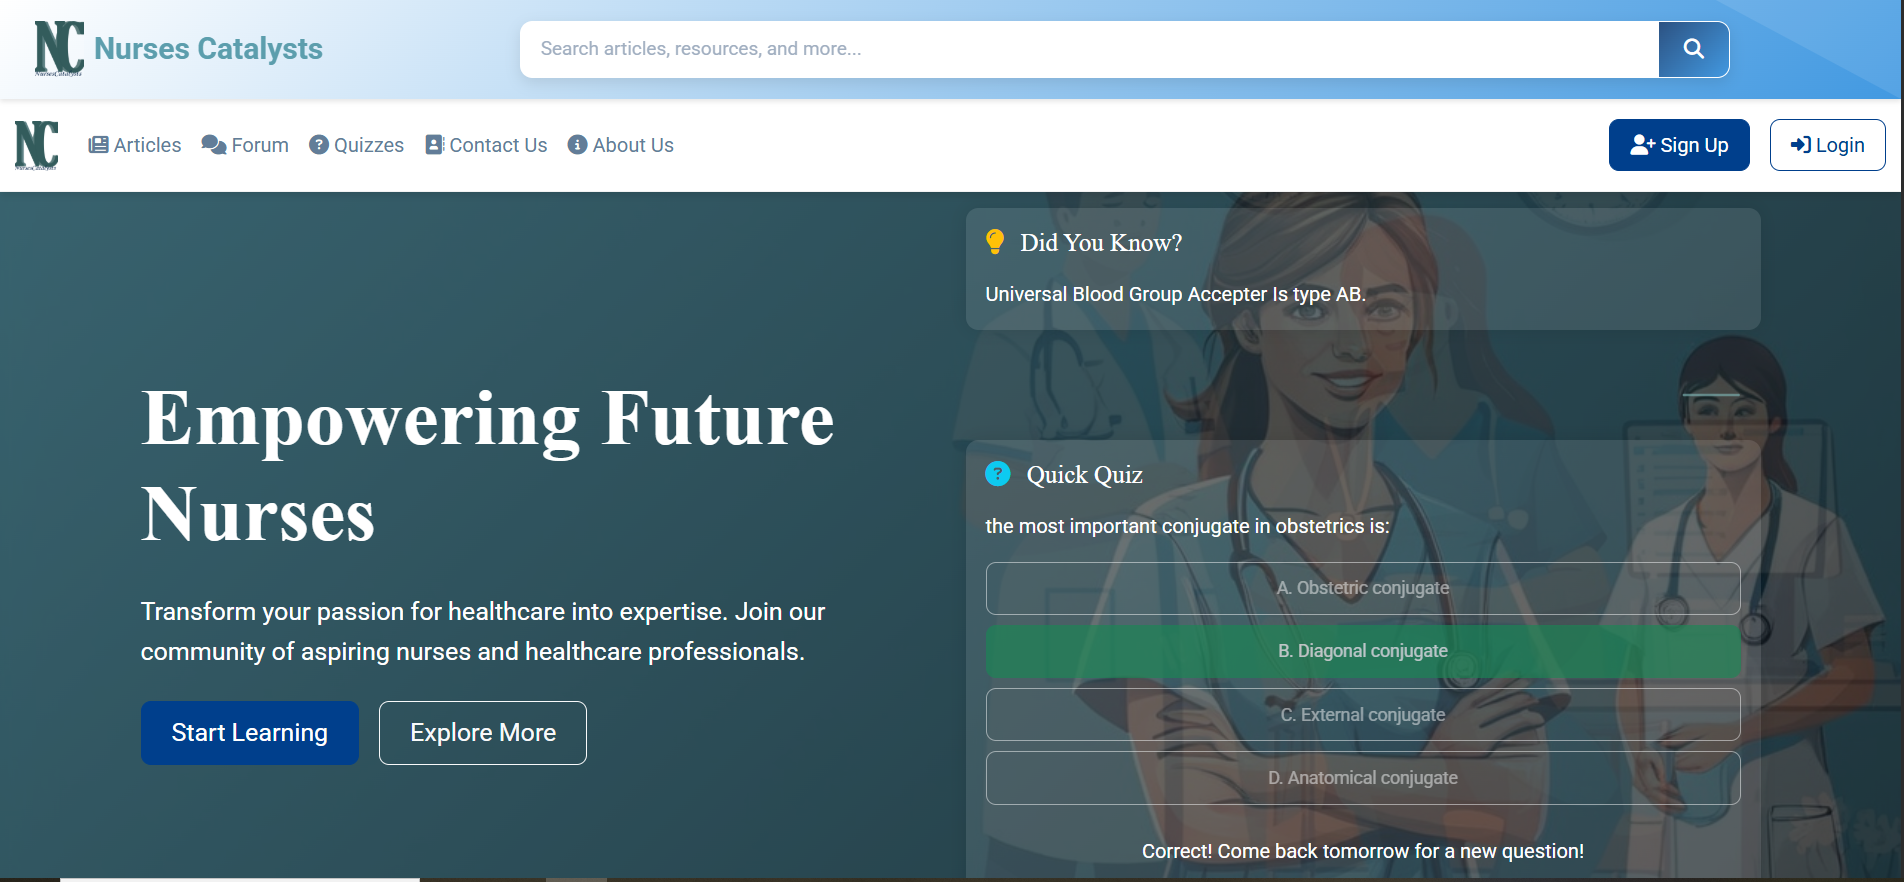 NC
NursesCatalysts
Nurses Catalysts
Search articles, resources, and more...
NC
NursesCatalysts
Articles
Forum
Quizzes
Contact Us
About Us
Sign Up
Login
Did You Know?
Universal Blood Group Accepter Is type AB.
Empowering Future
Nurses
Transform your passion for healthcare into expertise. Join our
community of aspiring nurses and healthcare professionals.
Start Learning
Explore More
Quick Quiz
the most important conjugate in obstetrics is:
A. Obstetric conjugate
B. Diagonal conjugate
C. External conjugate
D. Anatomical conjugate
Correct! Come back tomorrow for a new question!